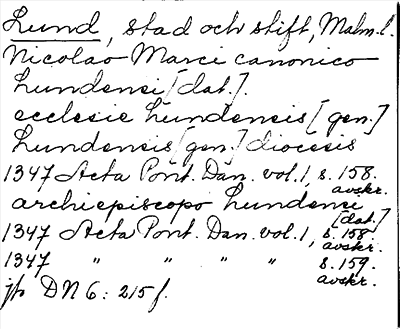 Lund, stad och stift, Malm.l.
Nicolao Marci canonico
Lundensi [dat.].
ecclesie Lundensis [gen.]
Lundensis [gen.] diocesis
1347 Acta Pont. Dan. vol. 1, s. 158.
avskr.
archiepiscopo Lundensi
[dat.]
1347 Acta Pont. Dan. vol. 1, s. 158.
avskr.
1347 " " " " s. 159.
avskr.
jfr DN 6: 215 f.